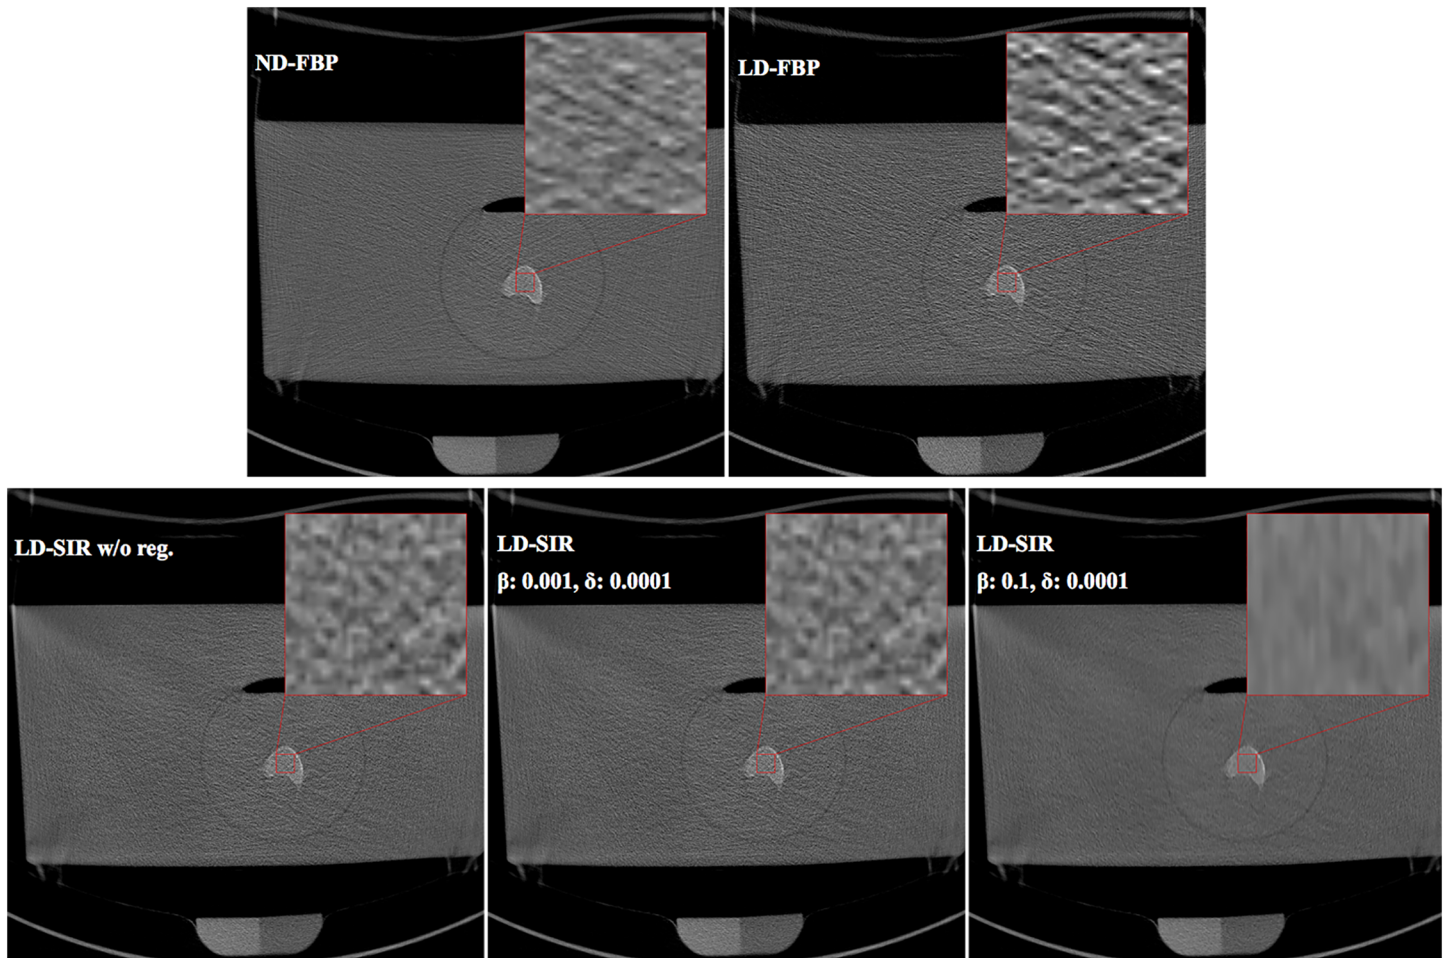 ND-FBP
LD-FBP
LD-SIR w/o reg.
LD-SIR
β: 0.001, δ: 0.0001
LD-SIR
β: 0.1, δ: 0.0001